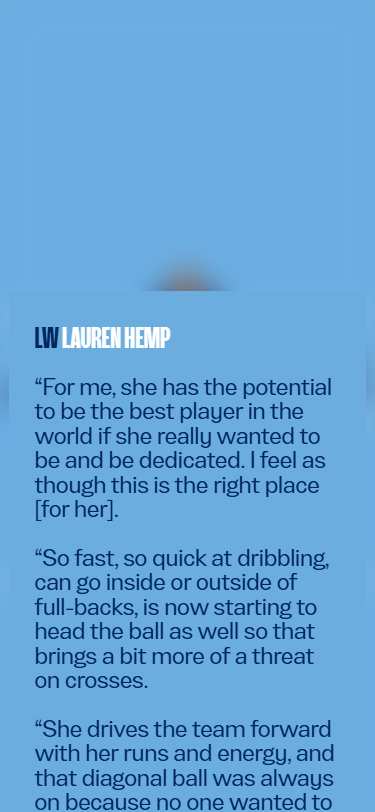 LW LAUREN HEMP
“For me, she has the potential
to be the best player in the
world if she really wanted to
be and be dedicated. I feel as
though this is the right place
[for her].
“So fast, so quick at dribbling,
can go inside or outside of
full-backs, is now starting to
head the ball as well so that
brings a bit more of a threat
on crosses.
“She drives the team forward
with her runs and energy, and
that diagonal ball was always
on because no one wanted to